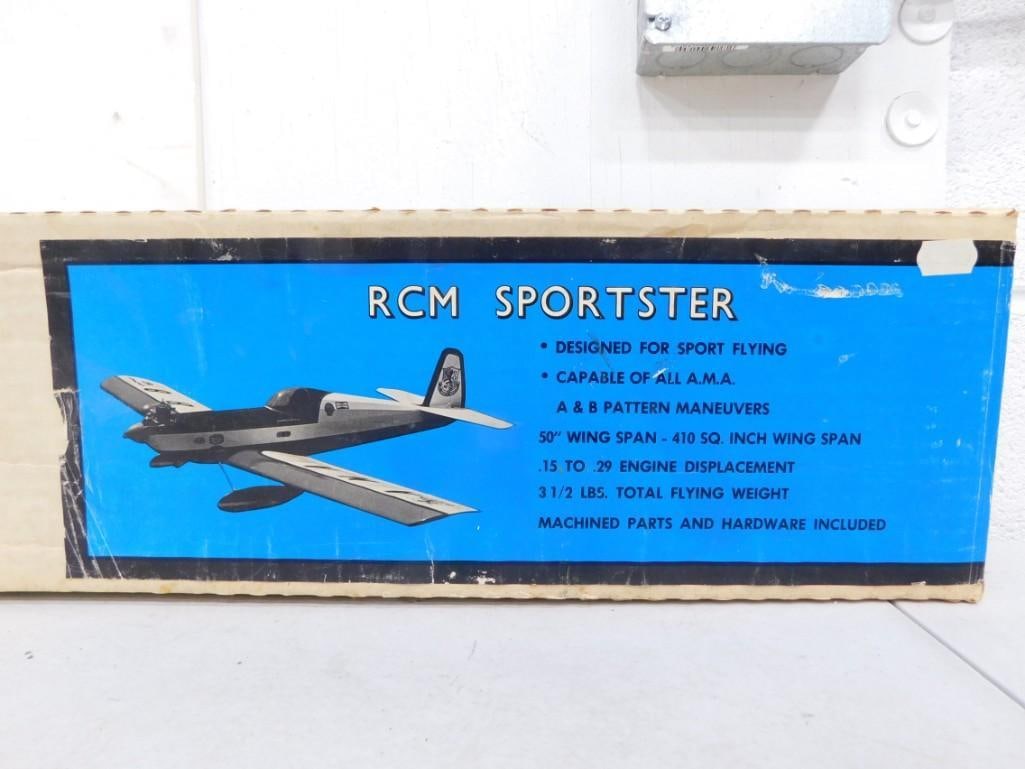 RCM SPORTSTER
• DESIGNED FOR SPORT FLYING
• CAPABLE OF ALL A.M.A.
A & B PATTERN MANEUVERS
50" WING SPAN - 410 SQ. INCH WING SPAN
.15 TO .29 ENGINE DISPLACEMENT
3 1/2 LBS. TOTAL FLYING WEIGHT
MACHINED PARTS AND HARDWARE INCLUDED